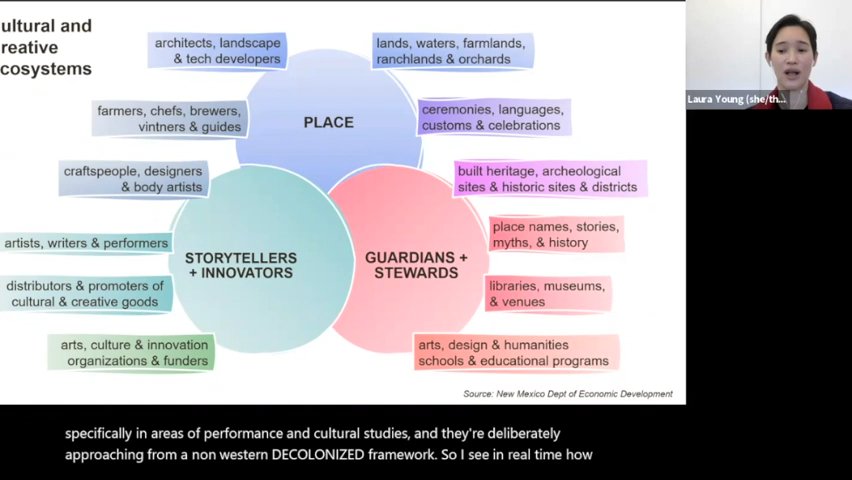 ultural and
reative
cosystems
architects, landscape
& tech developers
lands, waters, farmlands,
ranchlands & orchards
farmers, chefs, brewers,
vintners & guides
PLACE
ceremonies, languages,
customs & celebrations
craftspeople, designers
& body artists
built heritage, archeological
sites & historic sites & districts
artists, writers & performers
STORYTELLERS
+ INNOVATORS
GUARDIANS +
STEWARDS
place names, stories,
myths, & history
distributors & promoters of
cultural & creative goods
libraries, museums,
& venues
arts, culture & innovation
organizations & funders
arts, design & humanities
schools & educational programs
Source: New Mexico Dept of Economic Development
Laura Young (she/th...
specifically in areas of performance and cultural studies, and they're deliberately
approaching from a non western DECOLONIZED framework. So I see in real time how